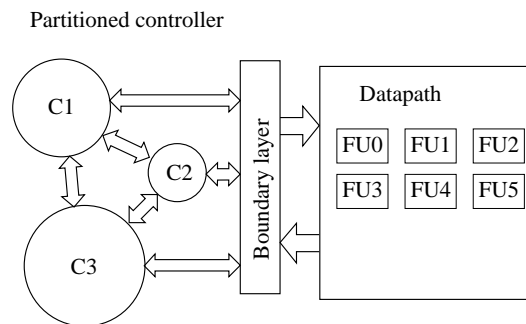 Partitioned controller
C1
C2
C3
Boundary layer
Datapath
FU0 FU1 FU2
FU3 FU4 FU5